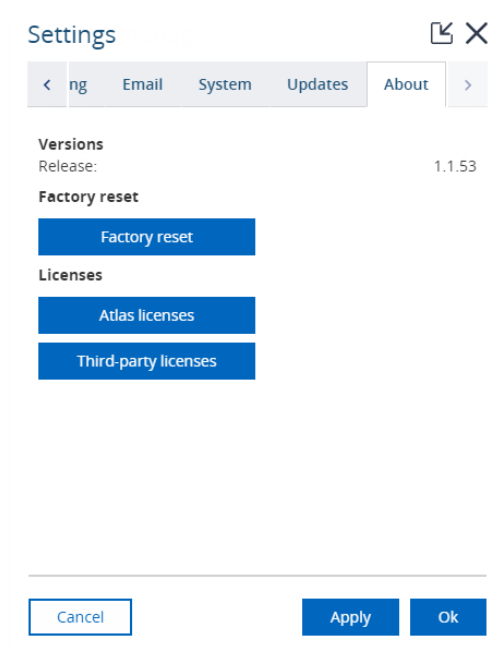 Settings
ng Email System Updates About
Versions
Release: 1.1.53
Factory reset
Factory reset
Licenses
Atlas licenses
Third-party licenses
Cancel Apply Ok